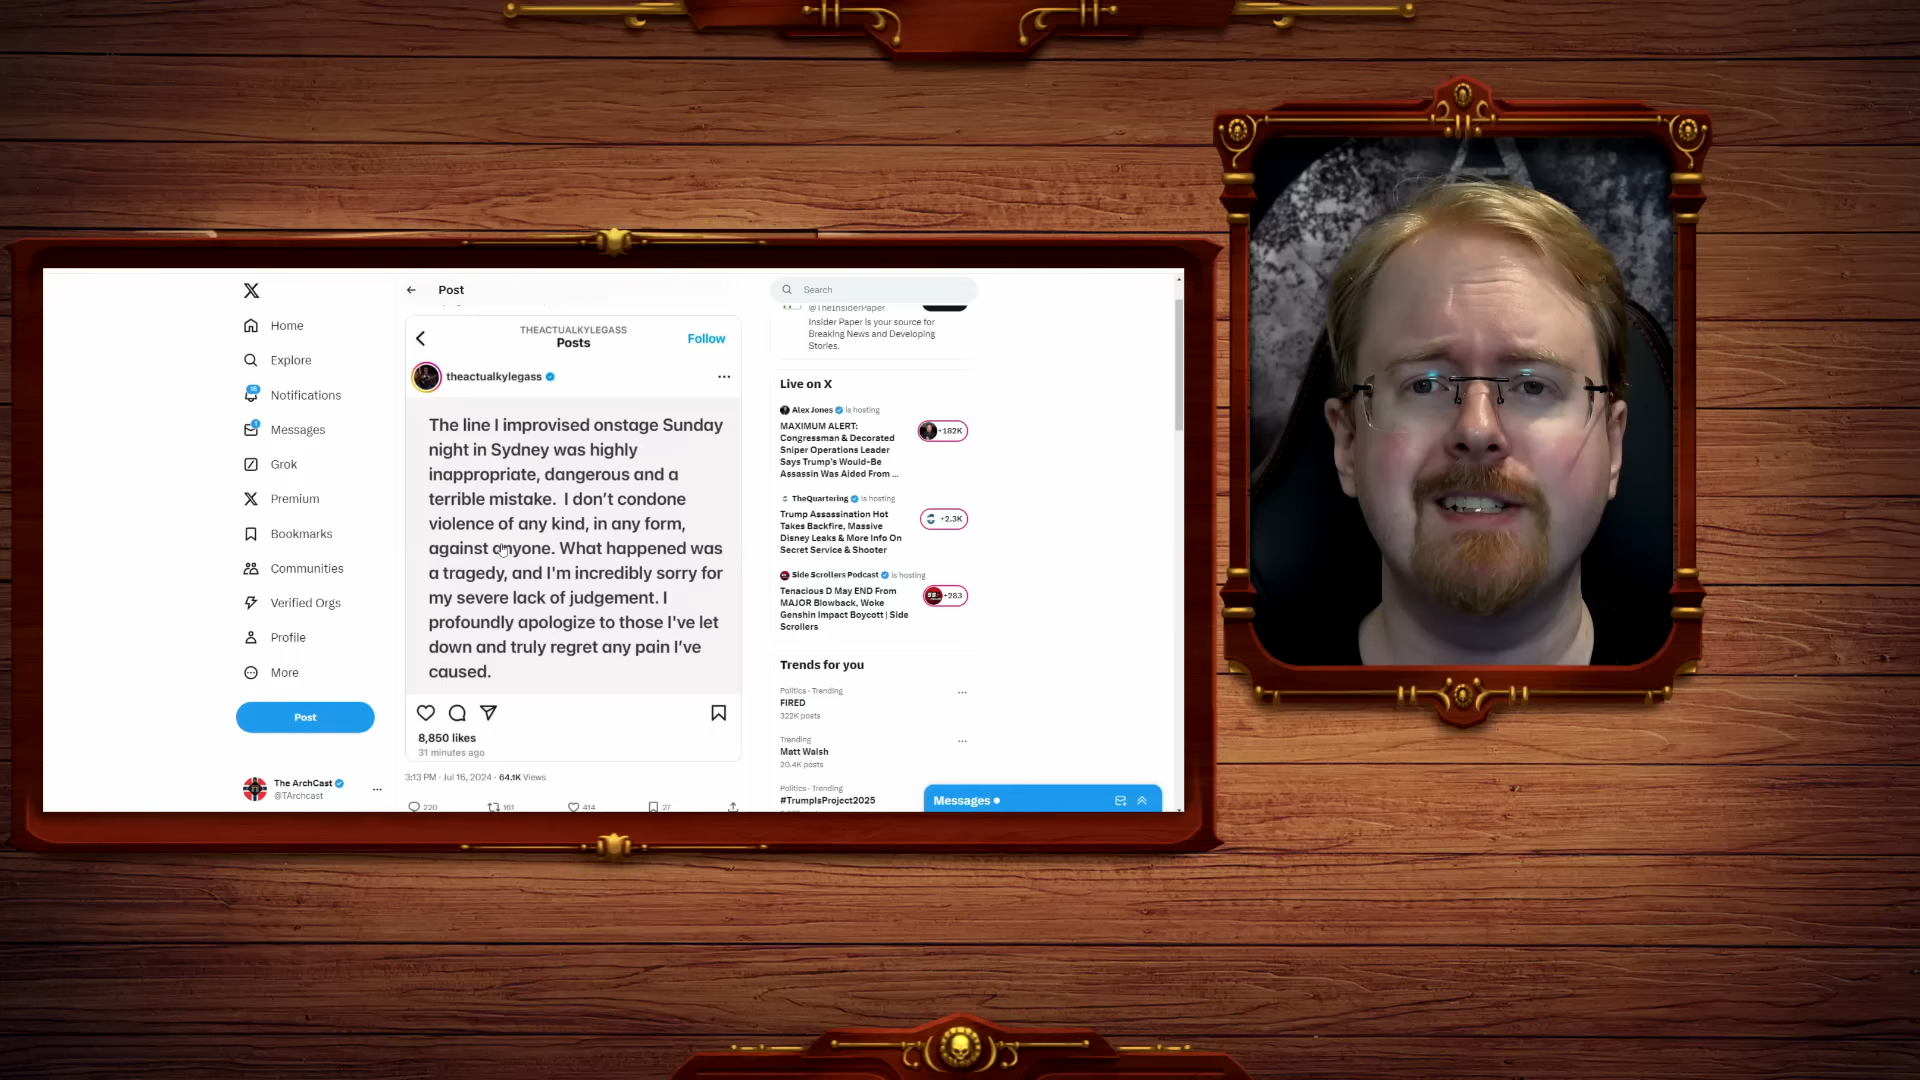 Home
Explore
18
Notifications
1
Messages
Grok
Premium
Bookmarks
Communities
Verified Orgs
Profile
More
Post
The ArchCast
@TArchcast
Post
THEACTUALKYLEGASS
Posts
Follow
theactualkylegass
The line I improvised onstage Sunday
night in Sydney was highly
inappropriate, dangerous and a
terrible mistake. I don’t condone
violence of any kind, in any form,
against anyone. What happened was
a tragedy, and I'm incredibly sorry for
my severe lack of judgement. I
profoundly apologize to those I've let
down and truly regret any pain I’ve
caused.
8,850 likes
31 minutes ago
3:13 PM · Jul 16, 2024 · 64.1K Views
220
161
414
27
Search
@TheInsiderPaper
Insider Paper is your source for
Breaking News and Developing
Stories.
Live on X
Alex Jones is hosting
MAXIMUM ALERT:
Congressman & Decorated
Sniper Operations Leader
Says Trump's Would-Be
Assassin Was Aided From ...
+182K
TheQuartering is hosting
Trump Assassination Hot
Takes Backfire, Massive
Disney Leaks & More Info On
Secret Service & Shooter
+2.3K
Side Scrollers Podcast is hosting
Tenacious D May END From
MAJOR Blowback, Woke
Genshin Impact Boycott | Side
Scrollers
+283
Trends for you
Politics · Trending
FIRED
322K posts
Trending
Matt Walsh
20.4K posts
Politics · Trending
#TrumpIsProject2025
Messages